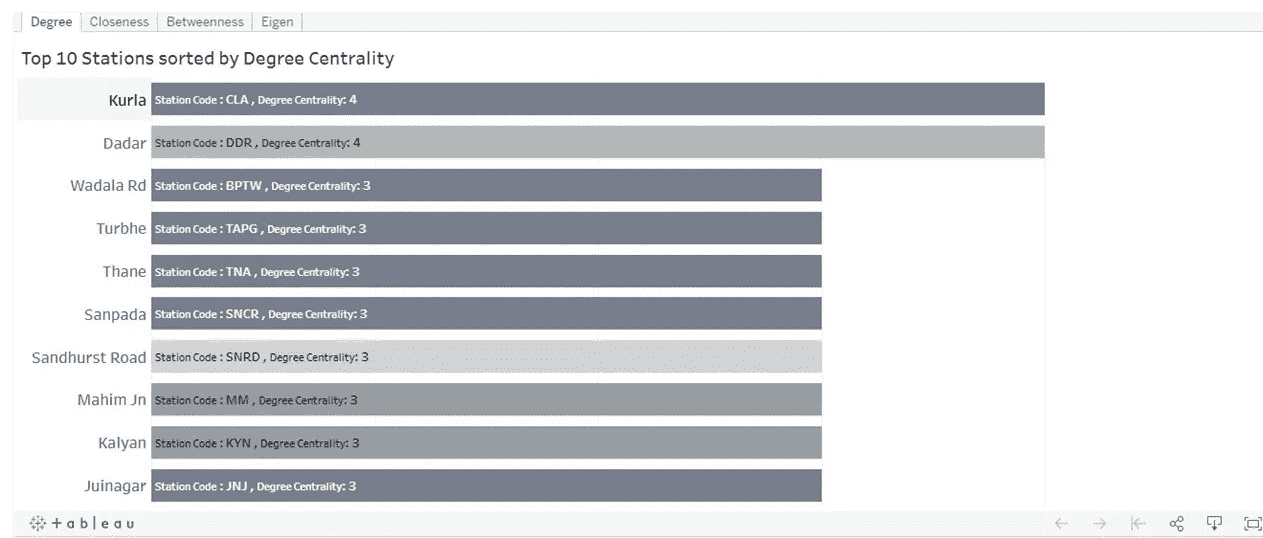 Degree Closeness Betweenness Eigen
Top 10 Stations sorted by Degree Centrality
Kurla Station Code : CLA , Degree Centrality: 4
Dadar Station Code : DDR , Degree Centrality: 4
Wadala Rd Station Code : BPTW , Degree Centrality: 3
Turbhe Station Code : TAPG , Degree Centrality: 3
Thane Station Code : TNA , Degree Centrality: 3
Sanpada Station Code : SNCR , Degree Centrality: 3
Sandhurst Road Station Code : SNRD , Degree Centrality: 3
Mahim Jn Station Code : MM , Degree Centrality: 3
Kalyan Station Code : KYN , Degree Centrality: 3
Juinagar Station Code : JNJ , Degree Centrality: 3
+ableau